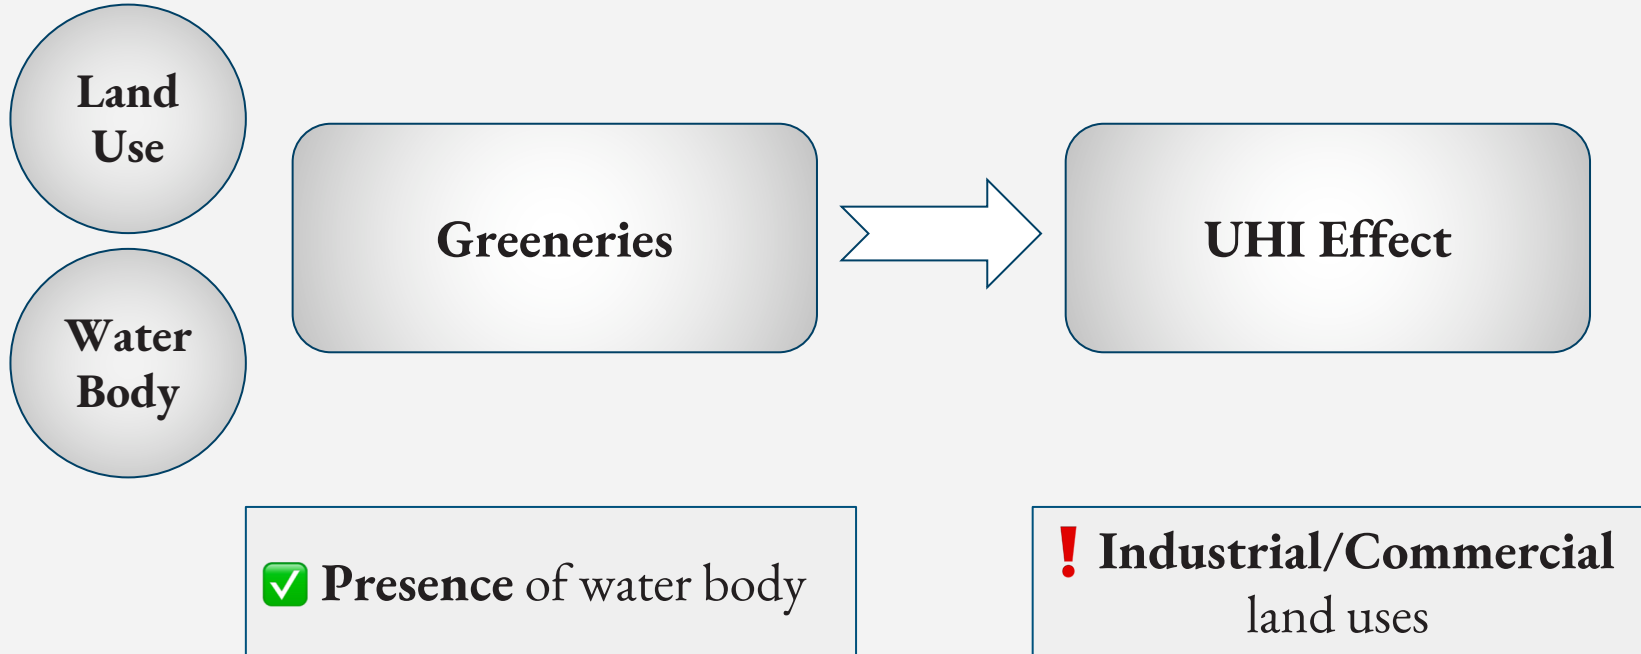 Land
Use
Greeneries
UHI Effect
Water
Body
✅ Presence of water body
❗ Industrial/Commercial
land uses